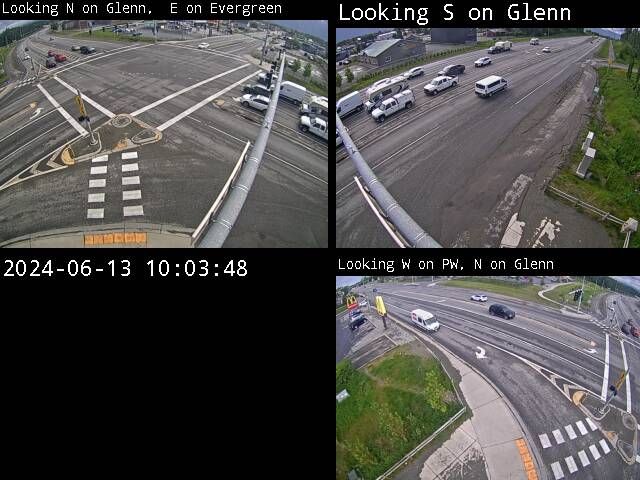 Looking N on Glenn,  E on Evergreen
Looking S on Glenn
2024-06-13 10:03:48
Looking W on PW, N on Glenn